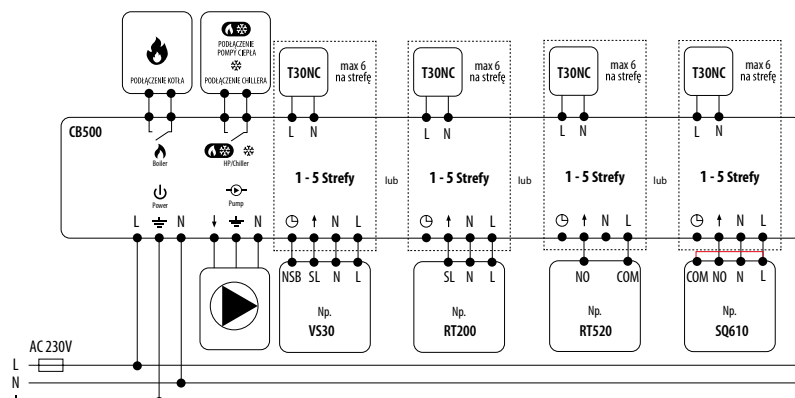 PODŁĄCZENIE KOTŁA
PODŁĄCZENIE
POMPY CIEPŁA
PODŁĄCZENIE CHILLERA
T30NC
max 6
na strefę
T30NC
max 6
na strefę
T30NC
max 6
na strefę
T30NC
max 6
na strefę
CB500
L N
L N
L N
L N
Boiler
HP/Chiller
1 - 5 Strefy
lub
1 - 5 Strefy
lub
1 - 5 Strefy
lub
1 - 5 Strefy
Power
Pump
L N
N
N L
N L
N L
N L
NSB SL N L
SL N L
NO COM
COM NO N L
Np.
VS30
Np.
RT200
Np.
RT520
Np.
SQ610
AC 230V
L
N